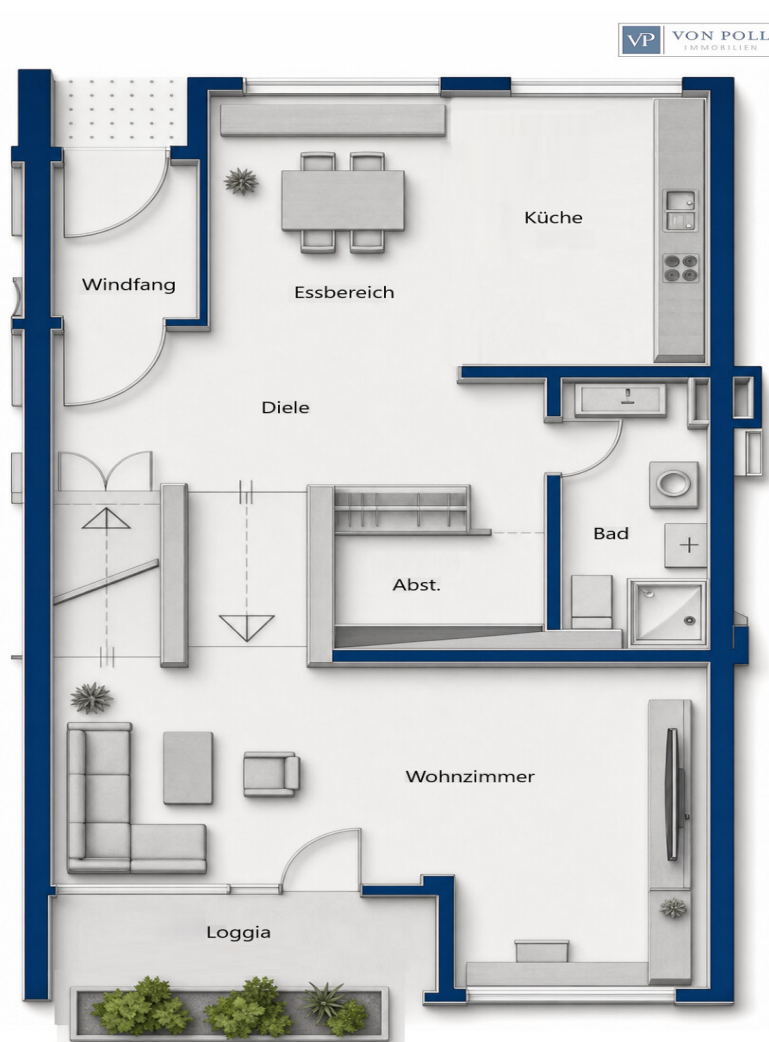 VP VON POLL
IMMOBILIEN
Küche
Windfang
Essbereich
Diele
Bad
Abst.
Wohnzimmer
Loggia